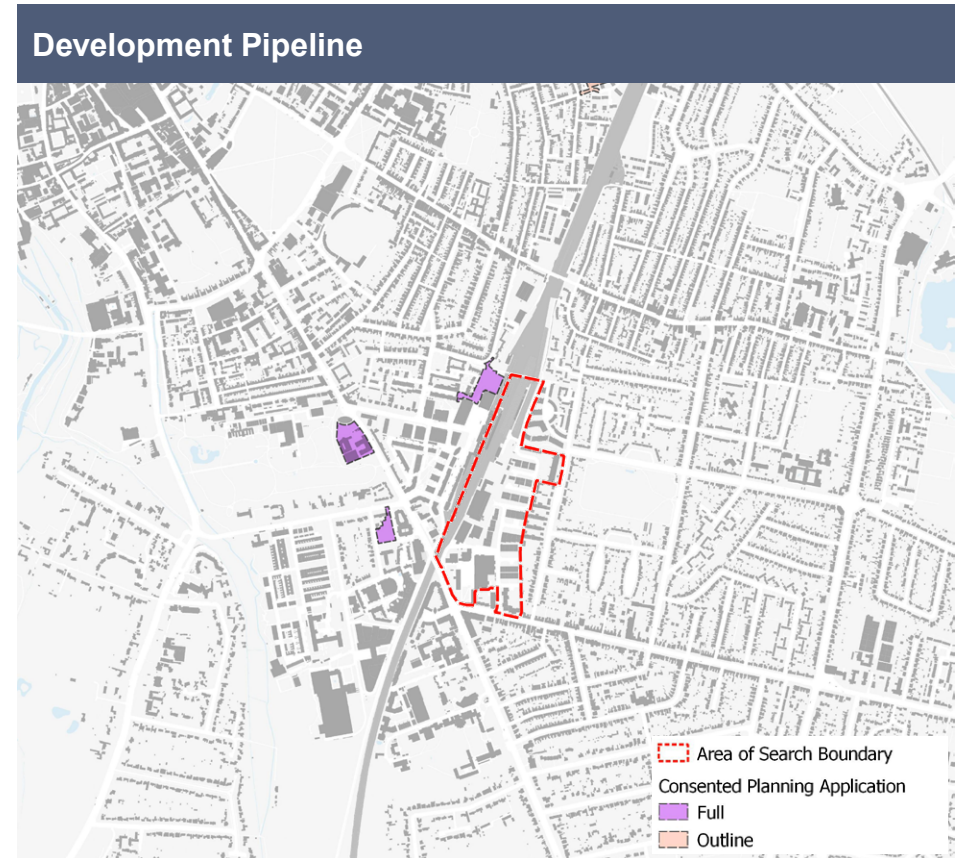 Development Pipeline
Area of Search Boundary
Consented Planning Application
Full
Outline